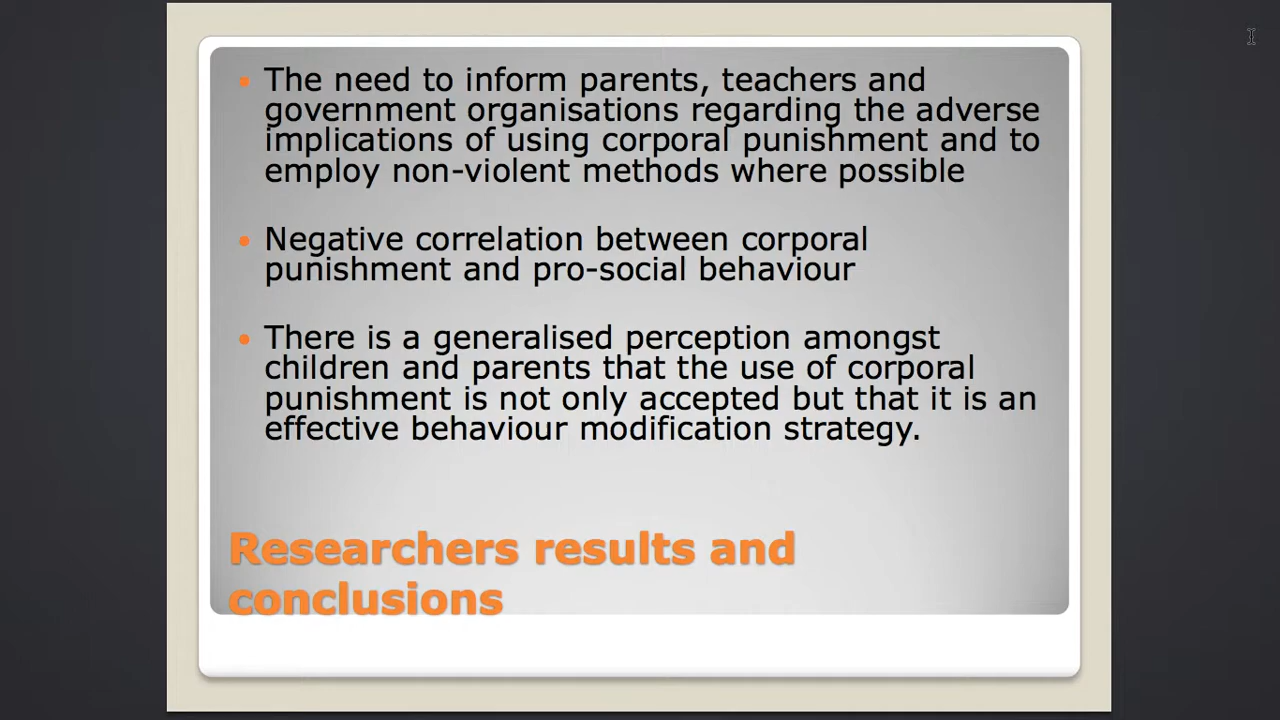 The need to inform parents, teachers and
government organisations regarding the adverse
implications of using corporal punishment and to
employ non-violent methods where possible
Negative correlation between corporal
punishment and pro-social behaviour
There is a generalised perception amongst
children and parents that the use of corporal
punishment is not only accepted but that it is an
effective behaviour modification strategy.
Researchers results and
conclusions